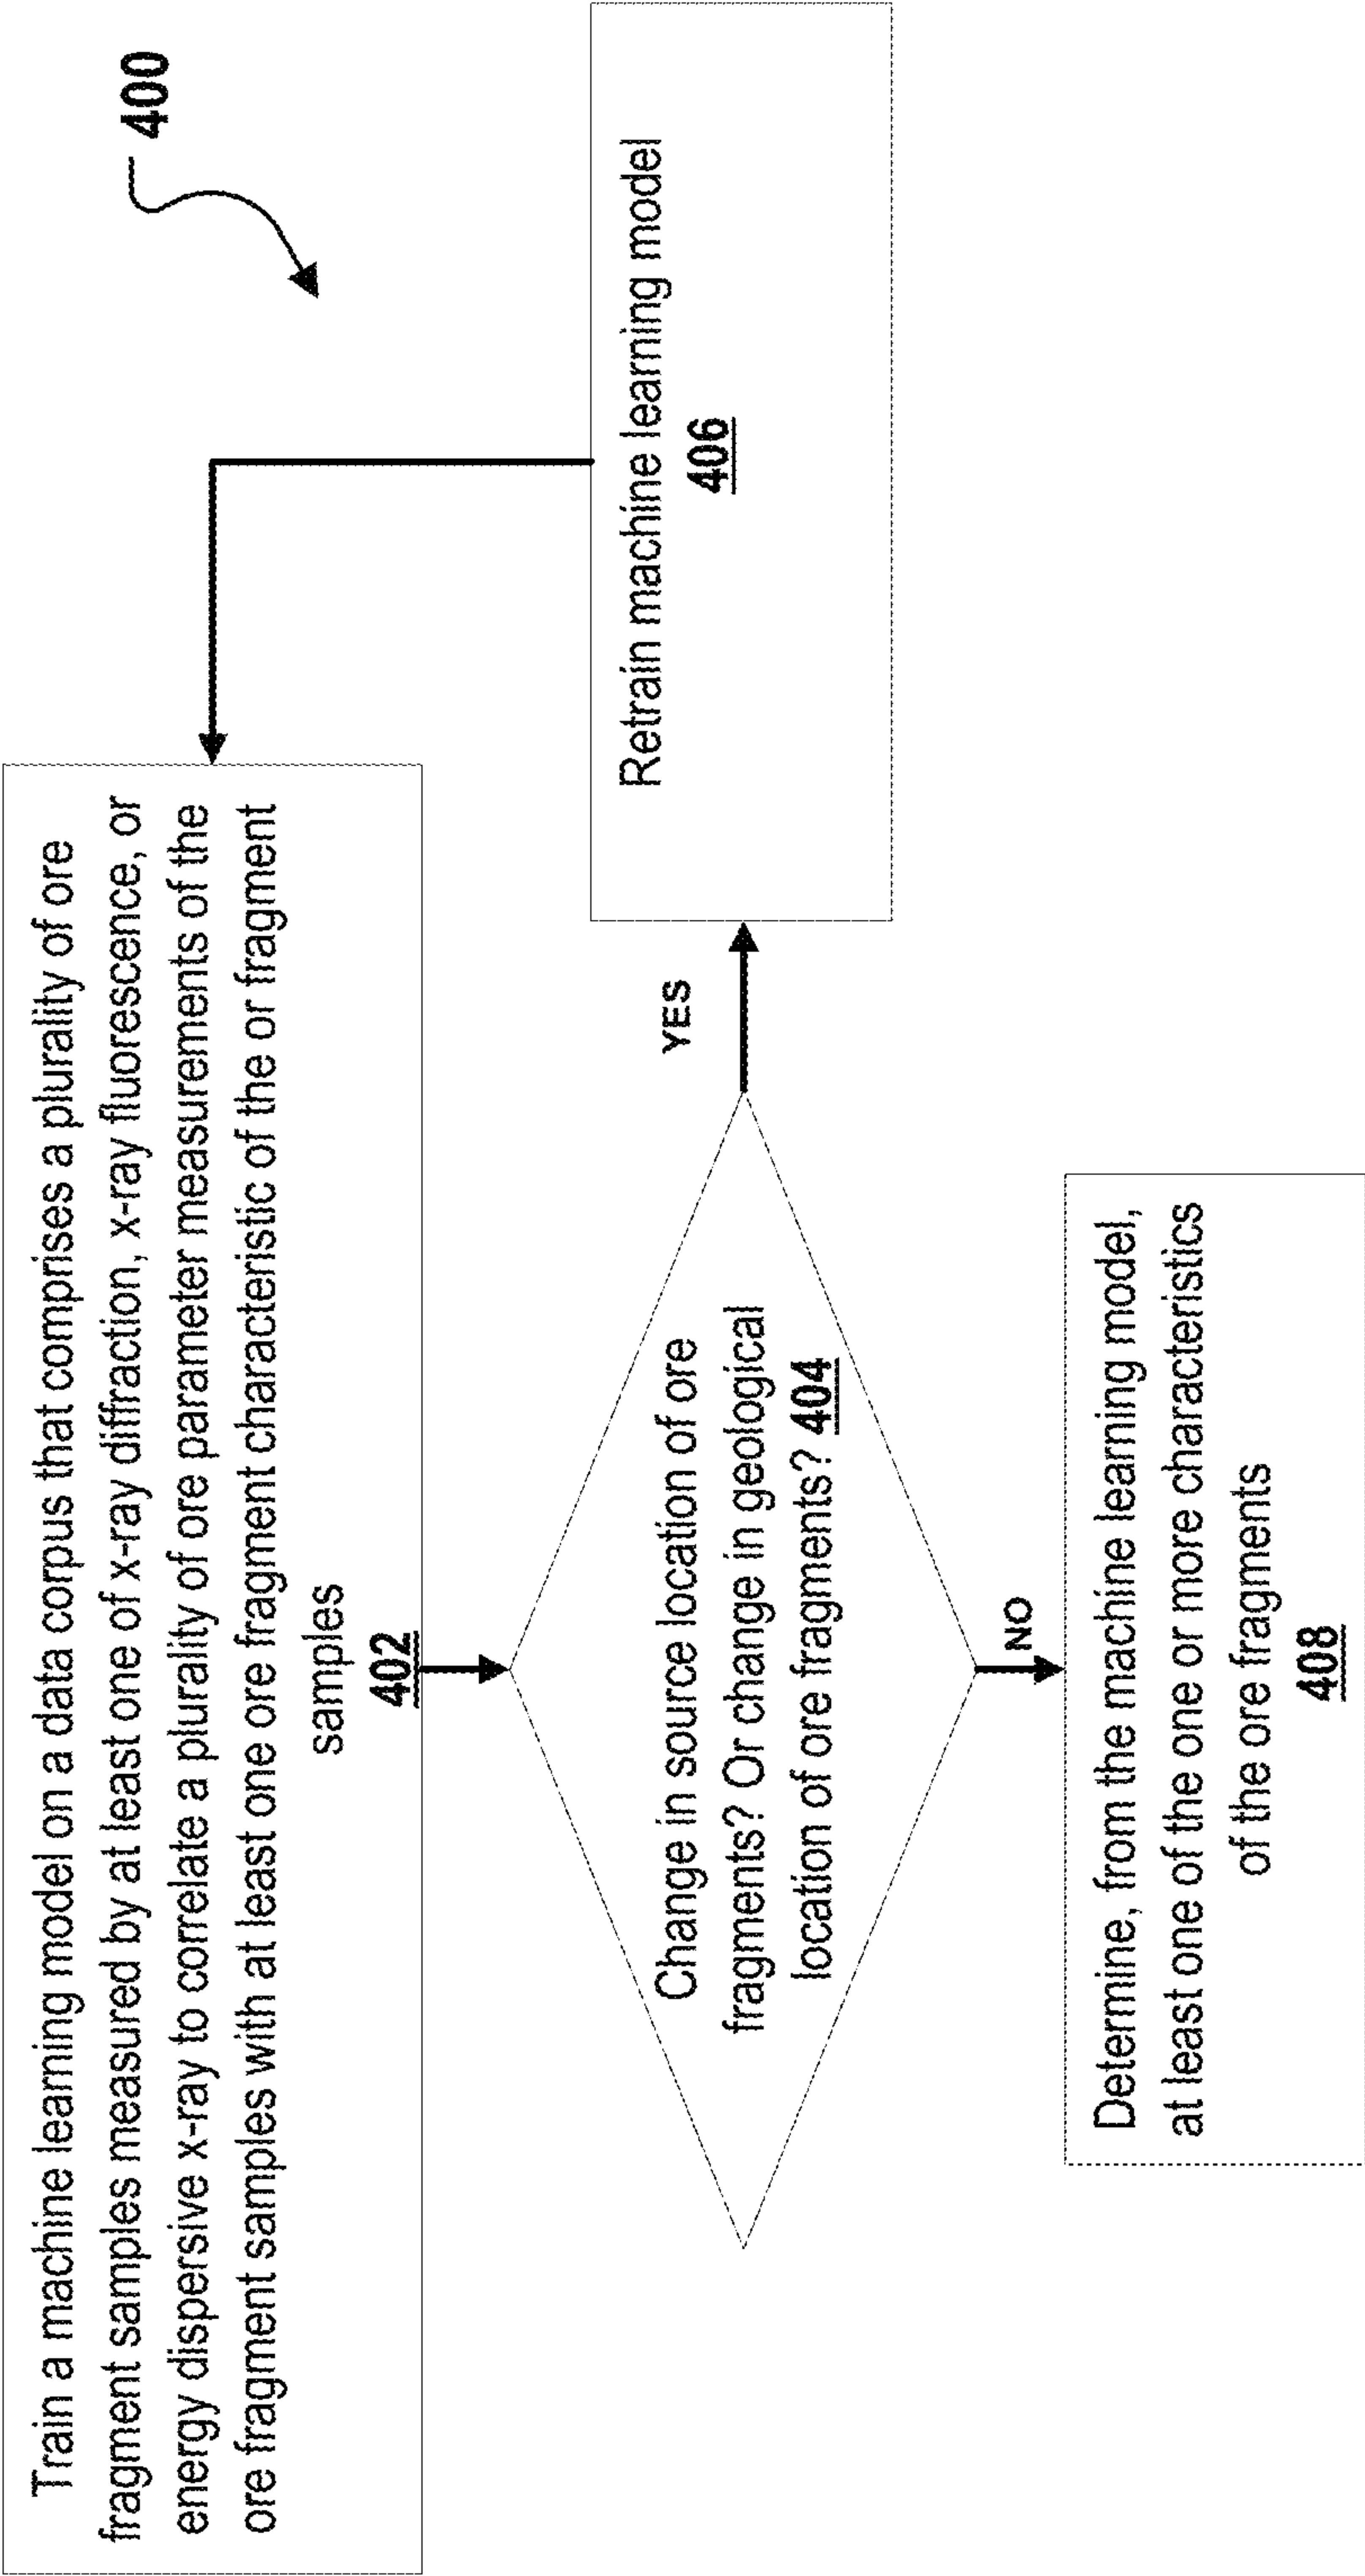 400
Train a machine learning model on a data corpus that comprises a plurality of ore
fragment samples measured by at least one of x-ray diffraction, x-ray fluorescence, or
energy dispersive x-ray to correlate a plurality of ore parameter measurements of the
ore fragment samples with at least one ore fragment characteristic of the or fragment
samples
402
Change in source location of ore
fragments? Or change in geological
location of ore fragments? 404
YES
Retrain machine learning model
406
NO
Determine, from the machine learning model,
at least one of the one or more characteristics
of the ore fragments
408